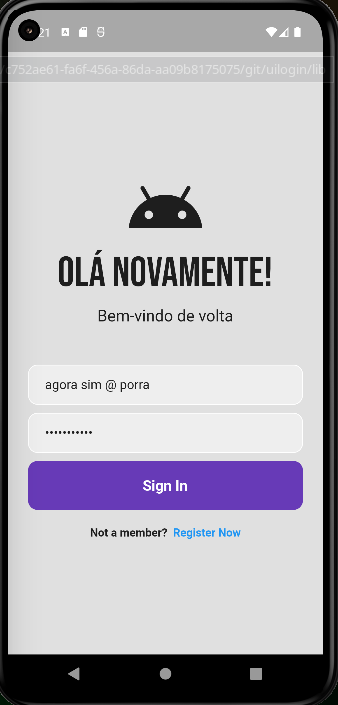 21
/c752ae61-fa6f-456a-86da-aa09b8175075/git/uilogin/lib
OLÁ NOVAMENTE!
Bem-vindo de volta
agora sim @ porra
•••••••••••
Sign In
Not a member? Register Now